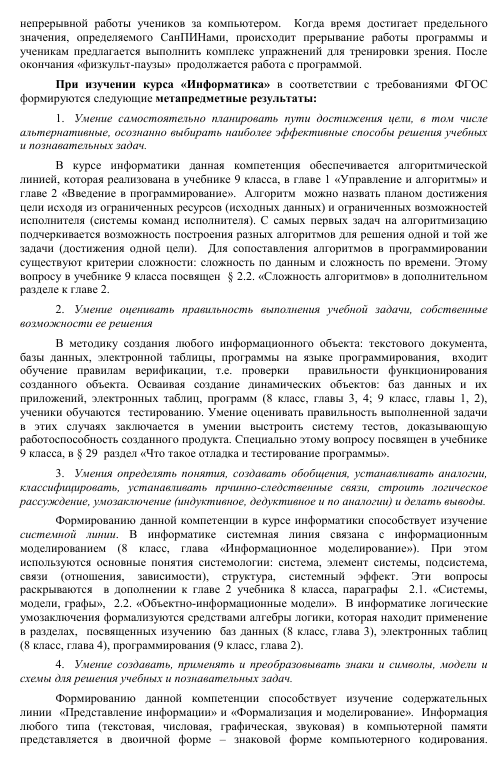 непрерывной работы учеников за компьютером. Когда время достигает предельного
значения, определяемого СанПИНами, происходит прерывание работы программы и
ученикам предлагается выполнить комплекс упражнений для тренировки зрения. После
окончания «физкульт-паузы» продолжается работа с программой.
При изучении курса «Информатика» в соответствии с требованиями ФГОС
формируются следующие метапредметные результаты:
1. Умение самостоятельно планировать пути достижения цели, в том числе
альтернативные, осознанно выбирать наиболее эффективные способы решения учебных
и познавательных задач.
В курсе информатики данная компетенция обеспечивается алгоритмической
линией, которая реализована в учебнике 9 класса, в главе 1 «Управление и алгоритмы» и
главе 2 «Введение в программирование». Алгоритм можно назвать планом достижения
цели исходя из ограниченных ресурсов (исходных данных) и ограниченных возможностей
исполнителя (системы команд исполнителя). С самых первых задач на алгоритмизацию
подчеркивается возможность построения разных алгоритмов для решения одной и той же
задачи (достижения одной цели). Для сопоставления алгоритмов в программировании
существуют критерии сложности: сложность по данным и сложность по времени. Этому
вопросу в учебнике 9 класса посвящен § 2.2. «Сложность алгоритмов» в дополнительном
разделе к главе 2.
2. Умение оценивать правильность выполнения учебной задачи, собственные
возможности ее решения
В методику создания любого информационного объекта: текстового документа,
базы данных, электронной таблицы, программы на языке программирования, входит
обучение правилам верификации, т.е. проверки правильности функционирования
созданного объекта. Осваивая создание динамических объектов: баз данных и их
приложений, электронных таблиц, программ (8 класс, главы 3, 4; 9 класс, главы 1, 2),
ученики обучаются тестированию. Умение оценивать правильность выполненной задачи
в этих случаях заключается в умении выстроить систему тестов, доказывающую
работоспособность созданного продукта. Специально этому вопросу посвящен в учебнике
9 класса, в § 29 раздел «Что такое отладка и тестирование программы».
3. Умения определять понятия, создавать обобщения, устанавливать аналогии,
классифицировать, устанавливать прчинно-следственные связи, строить логическое
рассуждение, умозаключение (индуктивное, дедуктивное и по аналогии) и делать выводы.
Формированию данной компетенции в курсе информатики способствует изучение
системной линии. В информатике системная линия связана с информационным
моделированием (8 класс, глава «Информационное моделирование»). При этом
используются основные понятия системологии: система, элемент системы, подсистема,
связи (отношения, зависимости), структура, системный эффект. Эти вопросы
раскрываются в дополнении к главе 2 учебника 8 класса, параграфы 2.1. «Системы,
модели, графы», 2.2. «Объектно-информационные модели». В информатике логические
умозаключения формализуются средствами алгебры логики, которая находит применение
в разделах, посвященных изучению баз данных (8 класс, глава 3), электронных таблиц
(8 класс, глава 4), программирования (9 класс, глава 2).
4. Умение создавать, применять и преобразовывать знаки и символы, модели и
схемы для решения учебных и познавательных задач.
Формированию данной компетенции способствует изучение содержательных
линии «Представление информации» и «Формализация и моделирование». Информация
любого типа (текстовая, числовая, графическая, звуковая) в компьютерной памяти
представляется в двоичной форме – знаковой форме компьютерного кодирования.